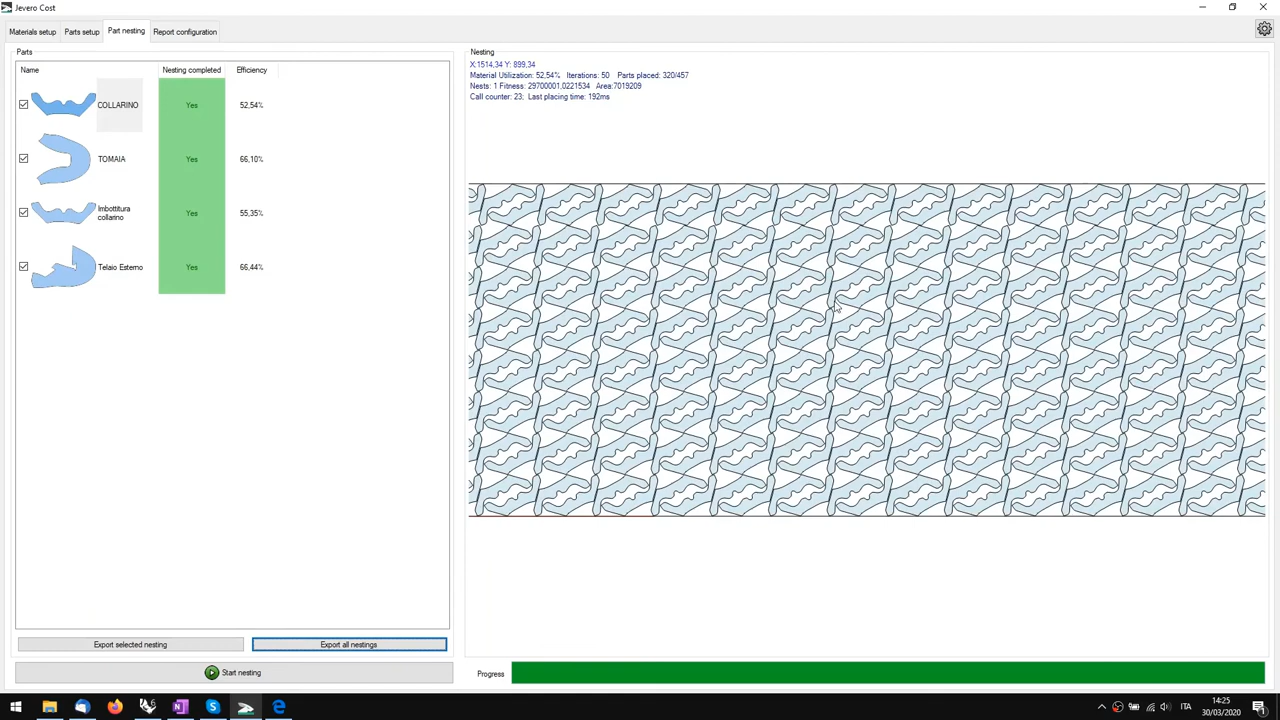 Jevero Cost
Materials setup Parts setup Part nesting Report configuration
Parts
Name Nesting completed Efficiency
COLLARINO Yes 52,54%
TOMAIA Yes 66,10%
Imbottitura
collarino Yes 55,35%
Telaio Esterno Yes 66,44%
Export selected nesting Export all nestings
Start nesting
Nesting
X:1514,34 Y: 899,34
Material Utilization: 52,54% Iterations: 50 Parts placed: 320/457
Nests: 1 Fitness: 29700001,0221534 Area:7019209
Call counter: 23; Last placing time: 192ms
Progress
ITA
14:25
30/03/2020